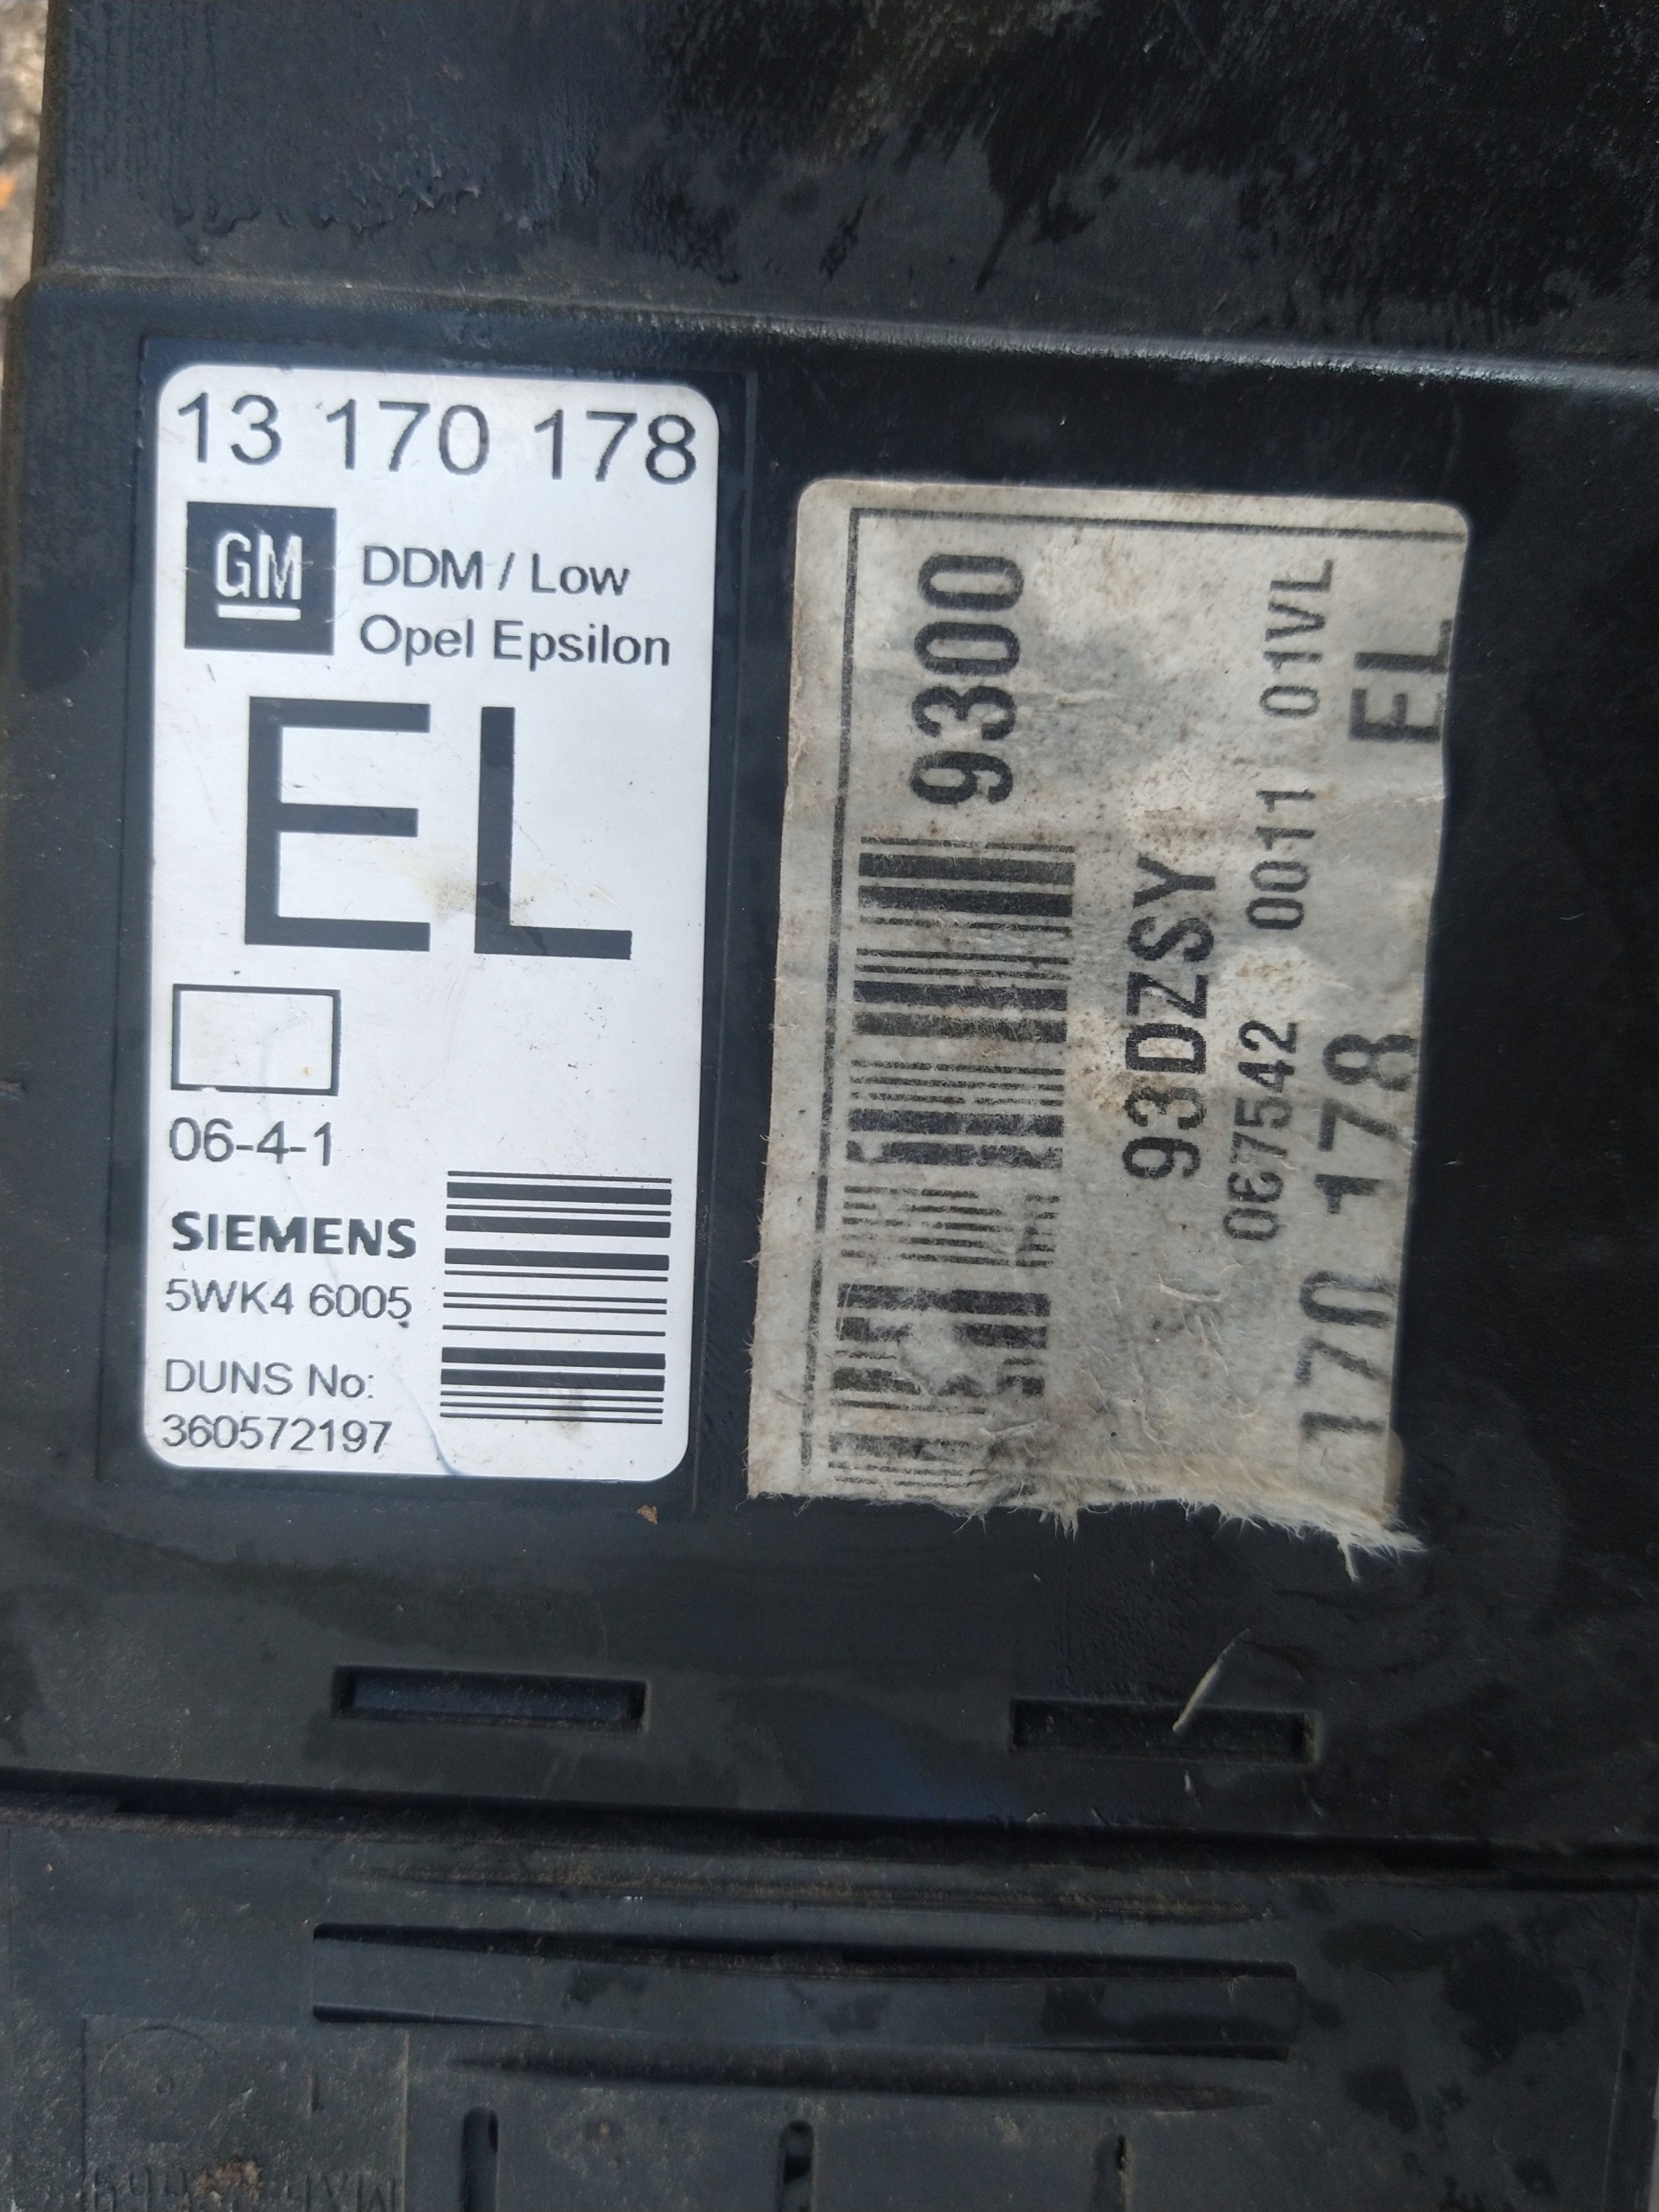 13 170 178
GM
DDM / Low
Opel Epsilon
EL
06-4-1
SIEMENS
5WK4 6005
DUNS No:
360572197
9300
93DZSY
067542 0011 01VL
170 178 EL